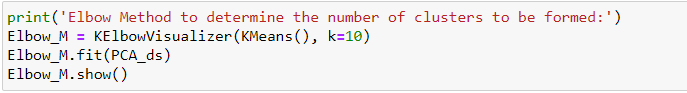 print('Elbow Method to determine the number of clusters to be formed:')
Elbow_M = KElbowVisualizer(KMeans(), k=10)
Elbow_M.fit(PCA_ds)
Elbow_M.show()